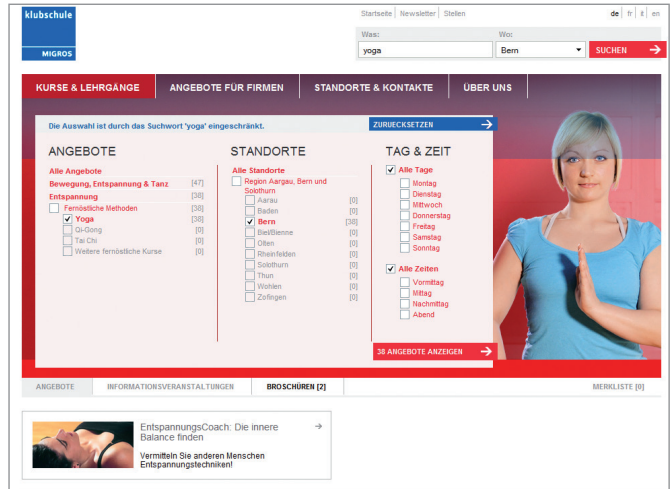 klubschule
MIGROS
Startseite | Newsletter | Stellen
de | fr | it | en
Was:
Wo:
yoga
Bern
SUCHEN
KURSE & LEHRGÄNGE
ANGEBOTE FÜR FIRMEN
STANDORTE & KONTAKTE
ÜBER UNS
Die Auswahl ist durch das Suchwort 'yoga' eingeschränkt.
ZURUECKSETZEN
ANGEBOTE
Alle Angebote
Bewegung, Entspannung & Tanz [47]
Entspannung [38]
Fernöstliche Methoden [38]
Yoga [38]
Qi-Gong [0]
Tai Chi [0]
Weitere fernöstliche Kurse [0]
STANDORTE
Alle Standorte
Region Aargau, Bern und
Solothurn
Aarau [0]
Baden [0]
Bern [38]
Biel/Bienne [0]
Olten [0]
Rheinfelden [0]
Solothurn [0]
Thun [0]
Wohlen [0]
Zofingen [0]
TAG & ZEIT
Alle Tage
Montag
Dienstag
Mittwoch
Donnerstag
Freitag
Samstag
Sonntag
Alle Zeiten
Vormittag
Mittag
Nachmittag
Abend
38 ANGEBOTE ANZEIGEN
ANGEBOTE
INFORMATIONSVERANSTALTUNGEN
BROSCHÜREN [2]
MERKLISTE [0]
EntspannungsCoach: Die innere
Balance finden
Vermitteln Sie anderen Menschen
Entspannungstechniken!